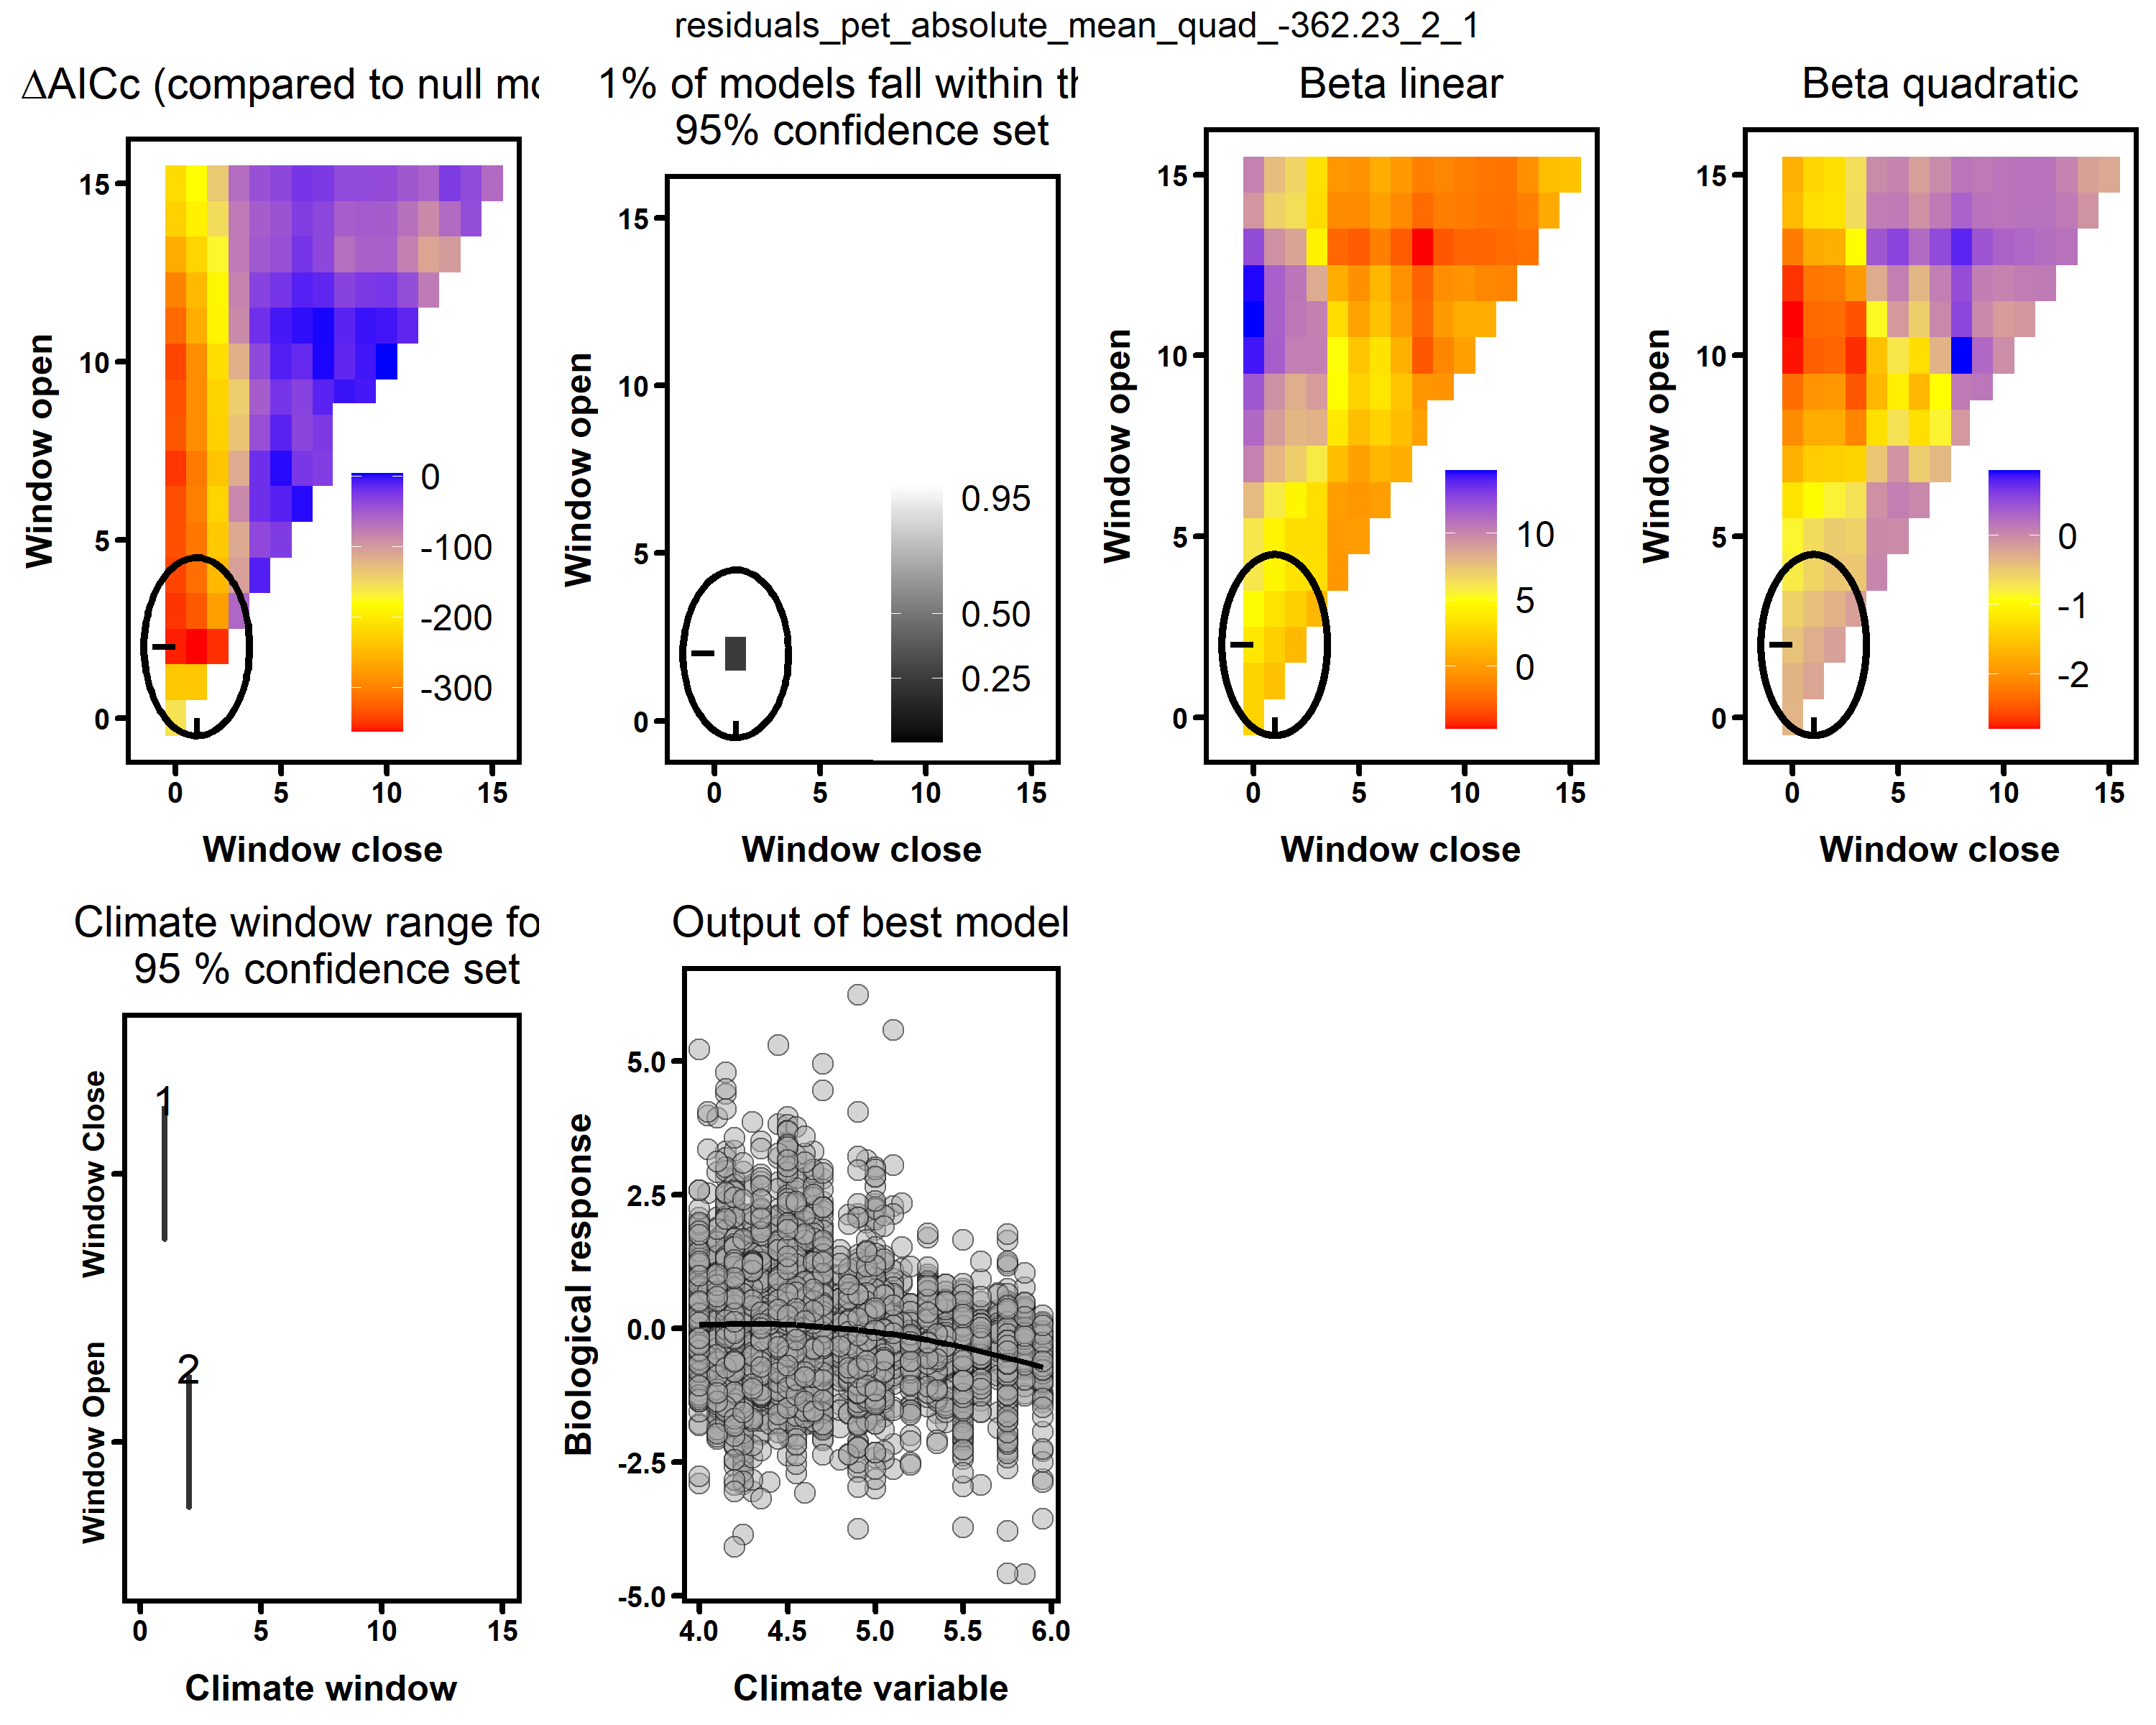 residuals_pet_absolute_mean_quad_-362.23_2_1
ΔAICc (compared to null mo
1% of models fall within th
95% confidence set
Beta linear
Beta quadratic
Window open
15
10
5
0
0
-100
-200
-300
0
5
10
15
Window close
Window open
15
10
5
0
0.95
0.50
0.25
0
5
10
15
Window close
Window open
15
10
5
0
10
5
0
0
5
10
15
Window close
Window open
15
10
5
0
0
-1
-2
0
5
10
15
Window close
Climate window range fo
95 % confidence set
Window Close
Window Open
1
2
0
5
10
15
Climate window
Output of best model
Biological response
5.0
2.5
0.0
-2.5
-5.0
4.0
4.5
5.0
5.5
6.0
Climate variable